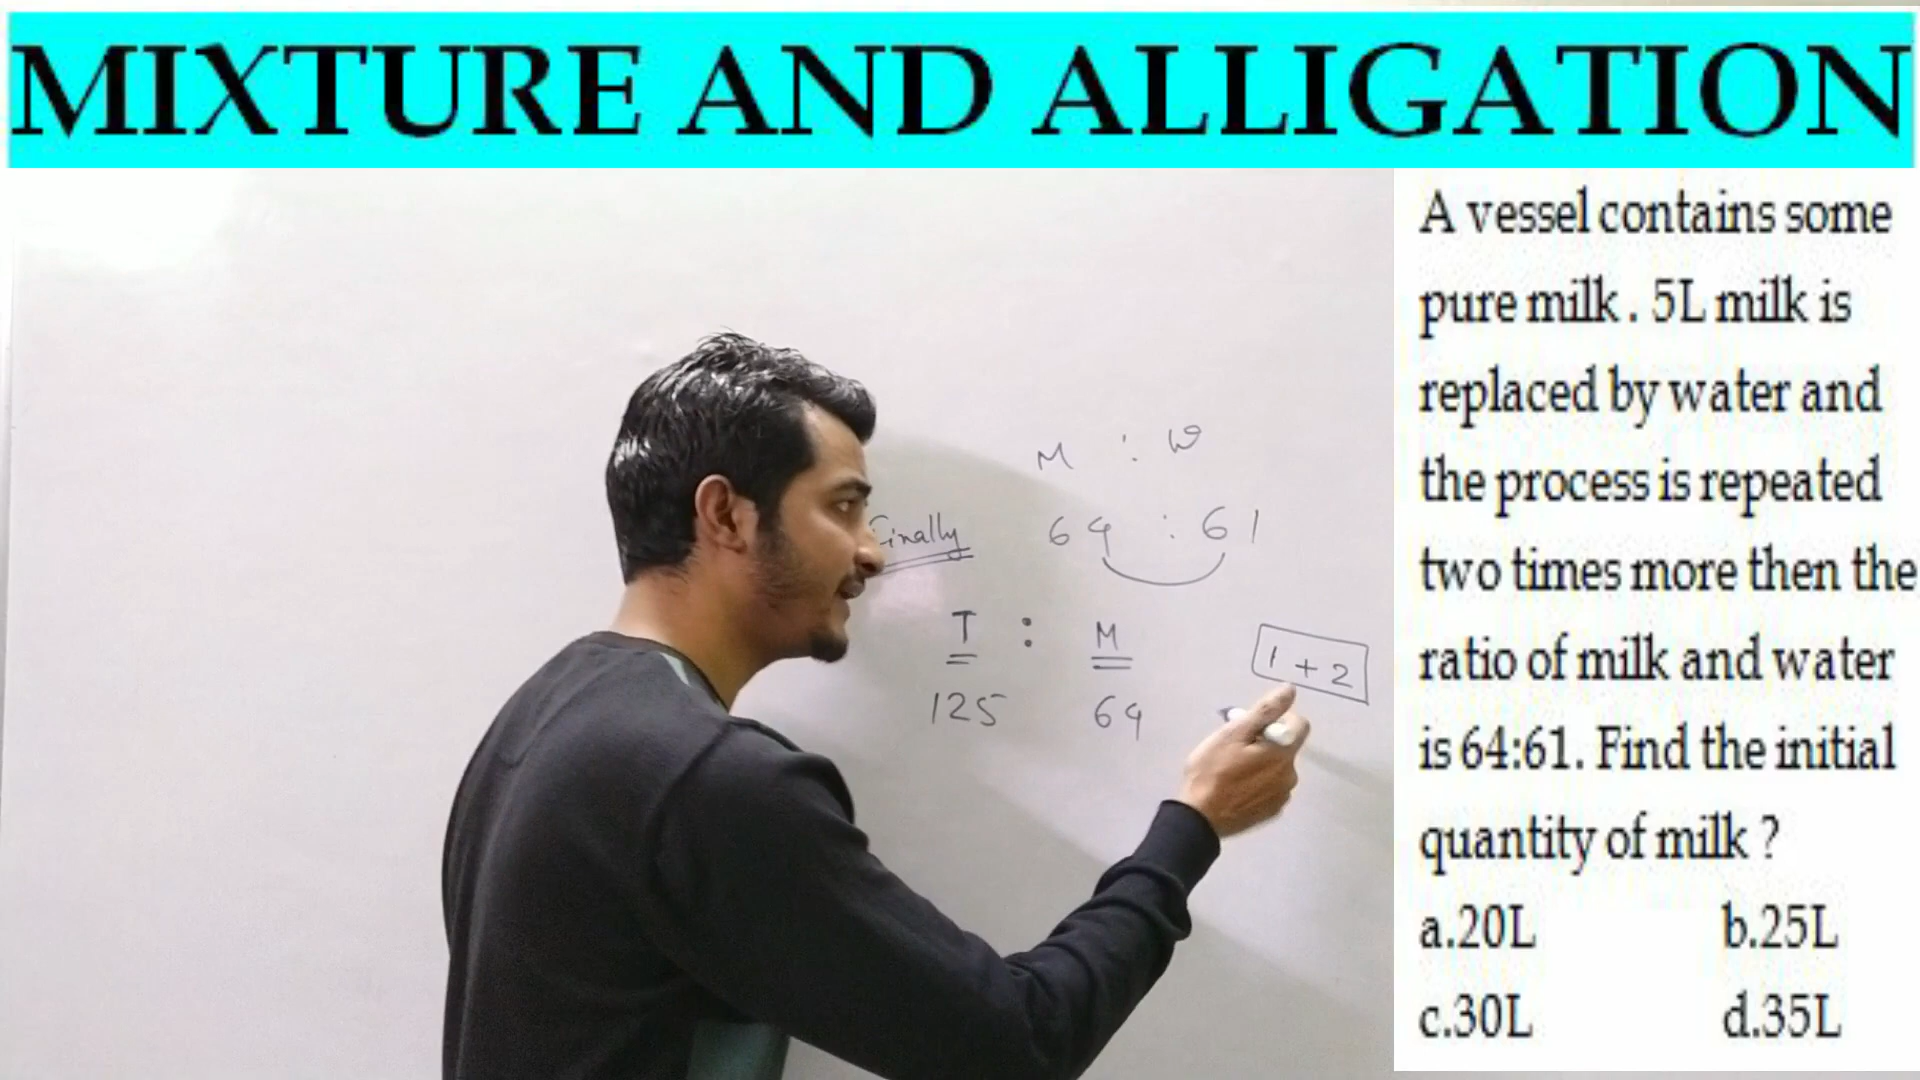 MIXTURE AND ALLIGATION
M : W
Finally 64 : 61
T : M
1 + 2
125 64
A vessel contains some
pure milk . 5L milk is
replaced by water and
the process is repeated
two times more then the
ratio of milk and water
is 64:61. Find the initial
quantity of milk ?
a.20L b.25L
c.30L d.35L